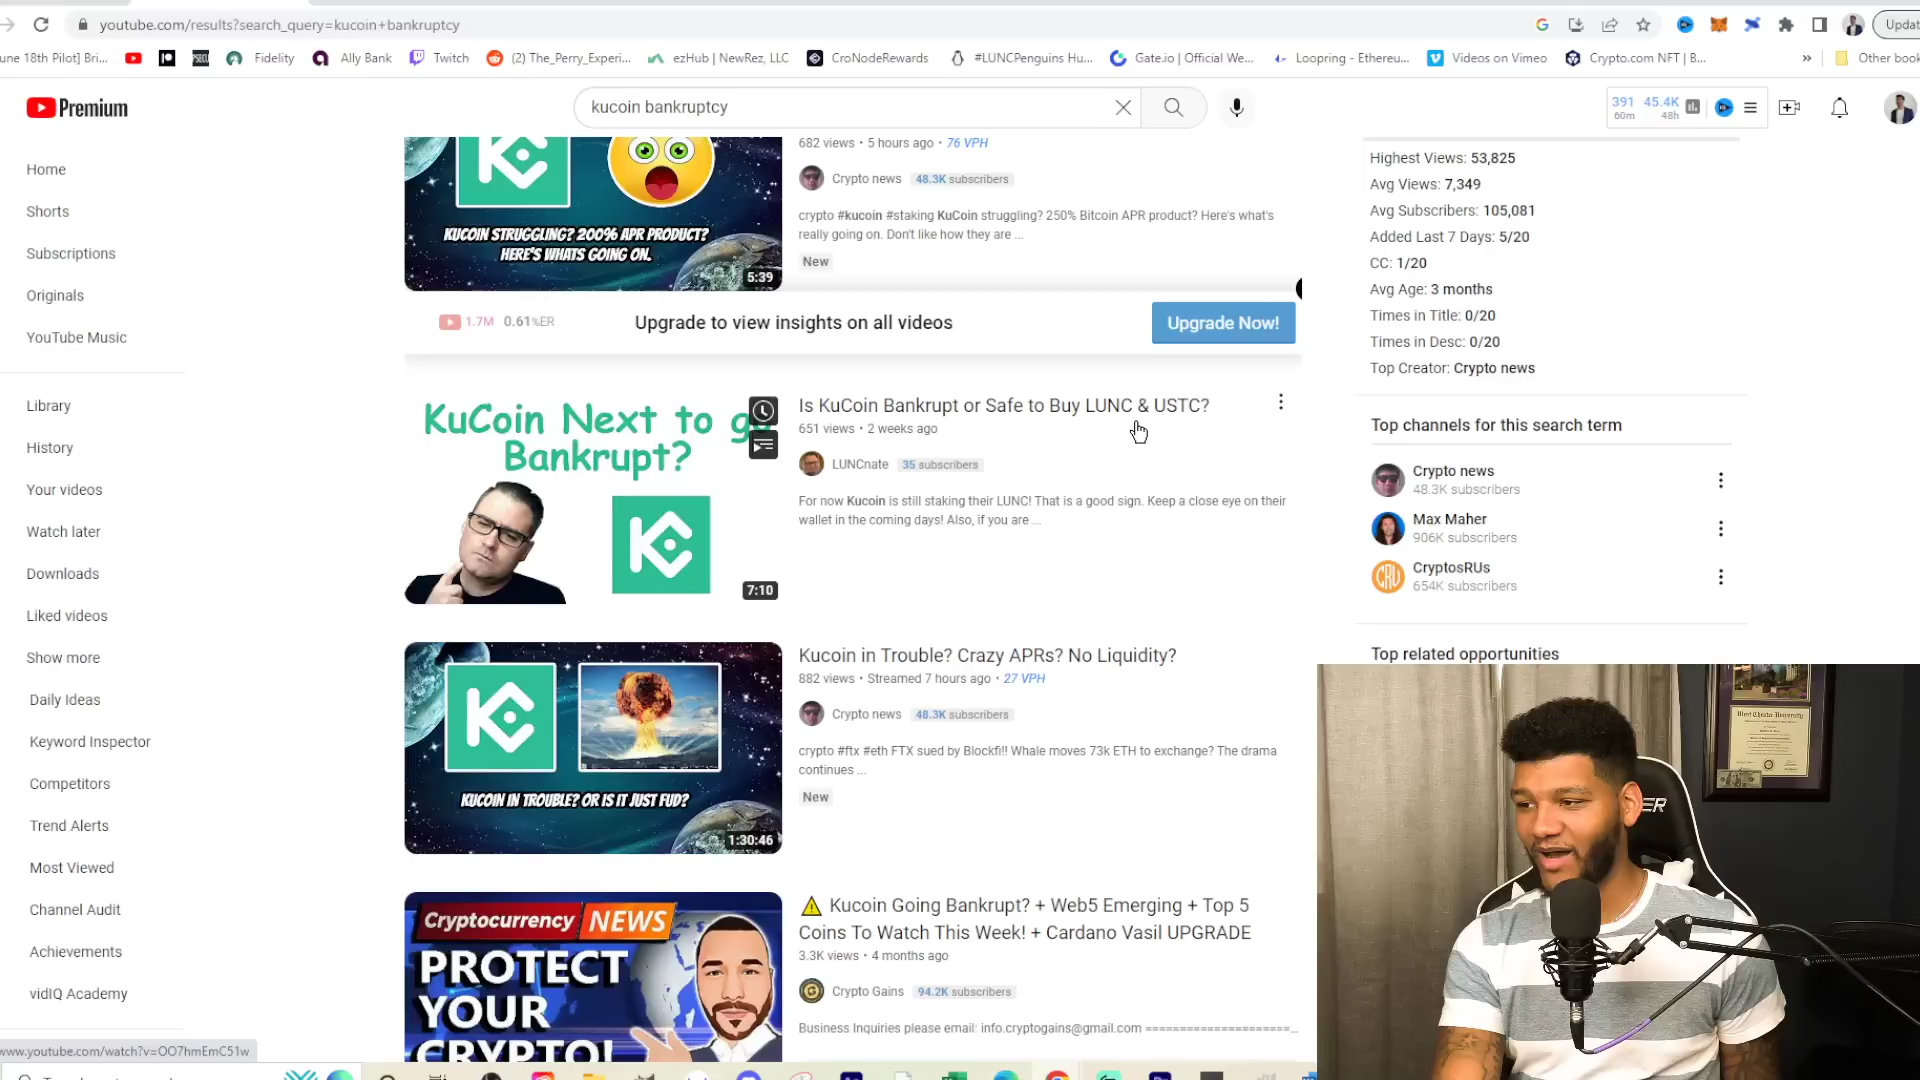 youtube.com/results?search_query=kucoin+bankruptcy
Updat
une 18th Pilot] Bri...
Fidelity
Ally Bank
Twitch
(2) The_Perry_Experi...
ezHub | NewRez, LLC
CroNodeRewards
#LUNCPenguins Hu...
Gate.io | Official We...
Loopring - Ethereu...
Videos on Vimeo
Crypto.com NFT | B...
»
Other book
Premium
kucoin bankruptcy
391 45.4K
60m 48h
Home
Shorts
Subscriptions
Originals
YouTube Music
Library
History
Your videos
Watch later
Downloads
Liked videos
Show more
Daily Ideas
Keyword Inspector
Competitors
Trend Alerts
Most Viewed
Channel Audit
Achievements
vidIQ Academy
www.youtube.com/watch?v=OO7hmEmC51w
KUCOIN STRUGGLING? 200% APR PRODUCT?
HERE'S WHATS GOING ON.
5:39
682 views • 5 hours ago • 76 VPH
Crypto news 48.3K subscribers
crypto #kucoin #staking KuCoin struggling? 250% Bitcoin APR product? Here's what's
really going on. Don't like how they are ...
New
1.7M 0.61%ER
Upgrade to view insights on all videos
Upgrade Now!
KuCoin Next to g
Bankrupt?
7:10
Is KuCoin Bankrupt or Safe to Buy LUNC & USTC?
651 views • 2 weeks ago
LUNCnate 35 subscribers
For now Kucoin is still staking their LUNC! That is a good sign. Keep a close eye on their
wallet in the coming days! Also, if you are ...
KUCOIN IN TROUBLE? OR IS IT JUST FUD?
1:30:46
Kucoin in Trouble? Crazy APRs? No Liquidity?
882 views • Streamed 7 hours ago • 27 VPH
Crypto news 48.3K subscribers
crypto #ftx #eth FTX sued by Blockfi!! Whale moves 73k ETH to exchange? The drama
continues ...
New
Cryptocurrency NEWS
PROTECT
YOUR
CRYPTO!
Kucoin Going Bankrupt? + Web5 Emerging + Top 5
Coins To Watch This Week! + Cardano Vasil UPGRADE
3.3K views • 4 months ago
Crypto Gains 94.2K subscribers
Business Inquiries please email: info.cryptogains@gmail.com =====================...
Highest Views: 53,825
Avg Views: 7,349
Avg Subscribers: 105,081
Added Last 7 Days: 5/20
CC: 1/20
Avg Age: 3 months
Times in Title: 0/20
Times in Desc: 0/20
Top Creator: Crypto news
Top channels for this search term
Crypto news
48.3K subscribers
Max Maher
906K subscribers
CRU
CryptosRUs
654K subscribers
Top related opportunities
West Chester University
ER